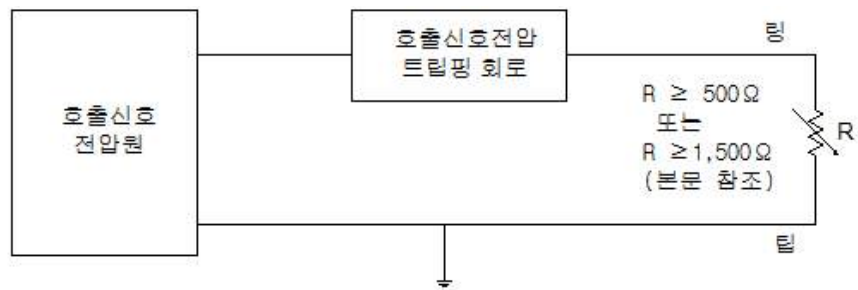 호출신호
전압원
호출신호전압
트립핑 회로
링
R ≥ 500Ω
또는
R ≥1,500Ω
(본문 참조)
R
팁